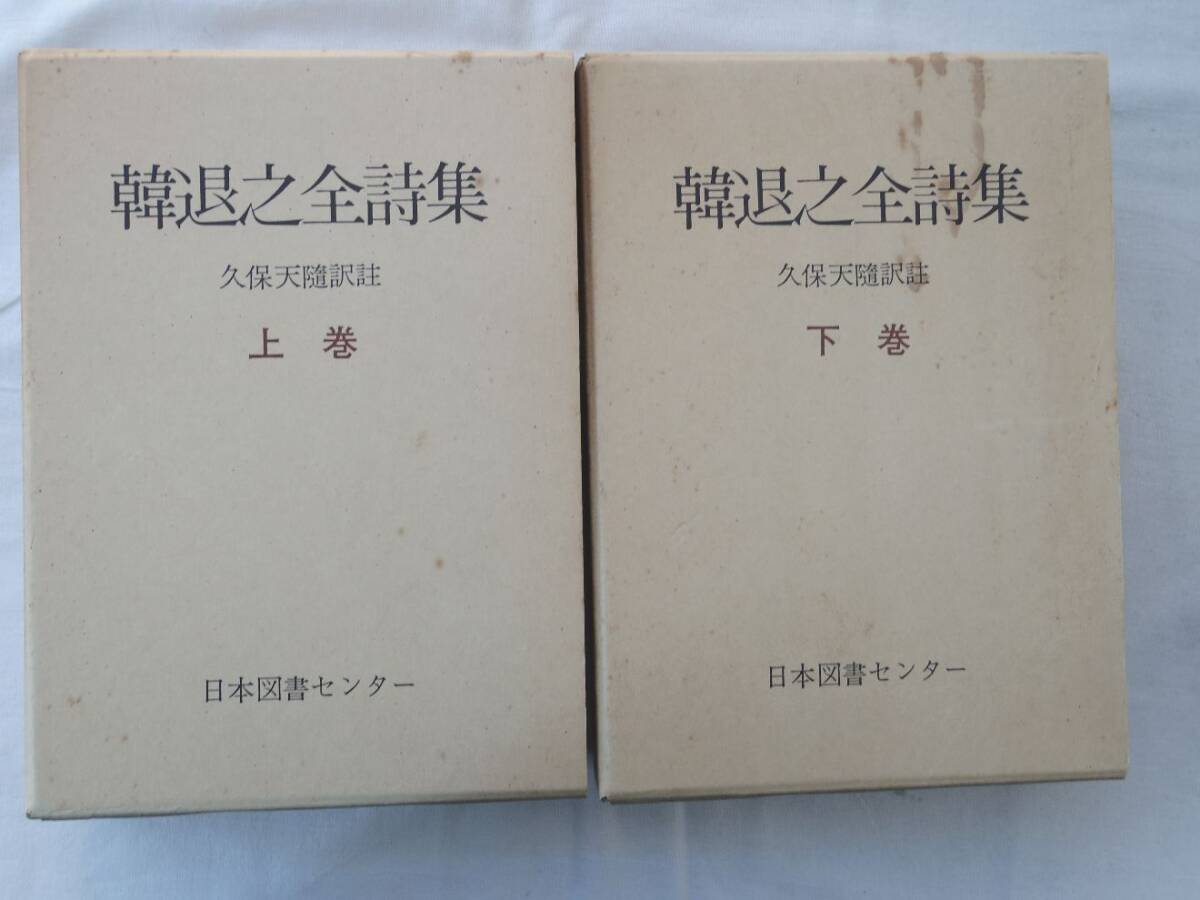 韓退之全詩集
久保天隨訳註
上巻
日本図書センター
韓退之全詩集
久保天隨訳註
下巻
日本図書センター